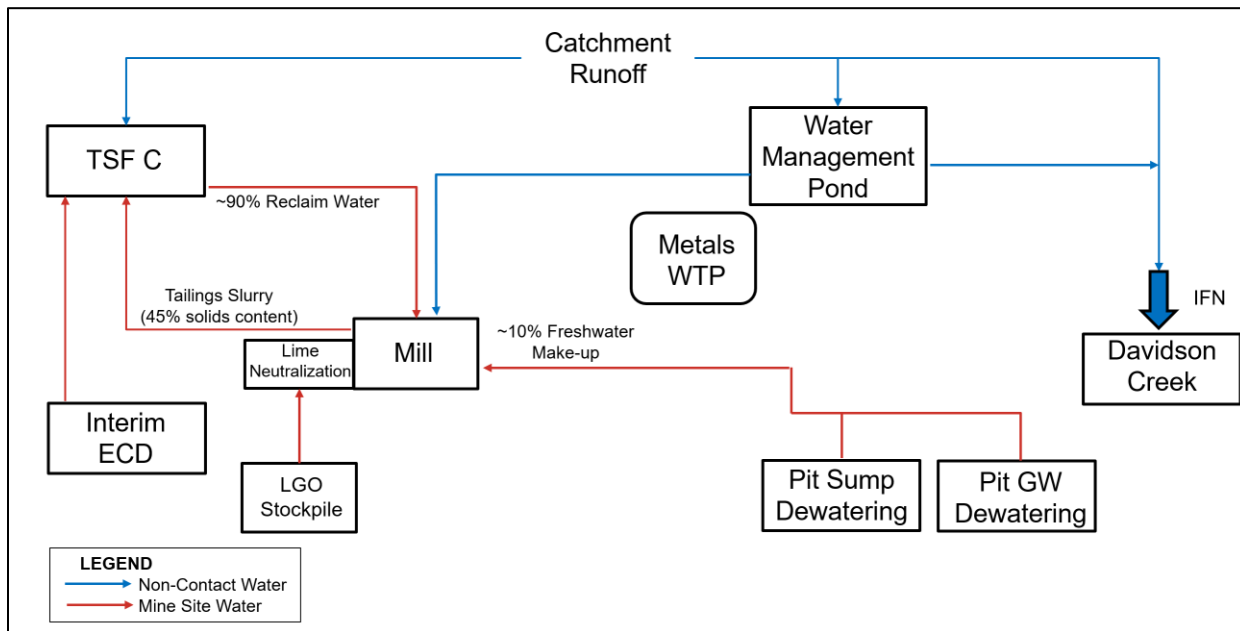 Catchment
Runoff
TSF C
Water
Management
Pond
~90% Reclaim Water
Metals
WTP
Tailings Slurry
(45% solids content)
IFN
~10% Freshwater
Make-up
Lime
Neutralization
Mill
Davidson
Creek
Interim
ECD
LGO
Stockpile
Pit Sump
Dewatering
Pit GW
Dewatering
LEGEND
Non-Contact Water
Mine Site Water